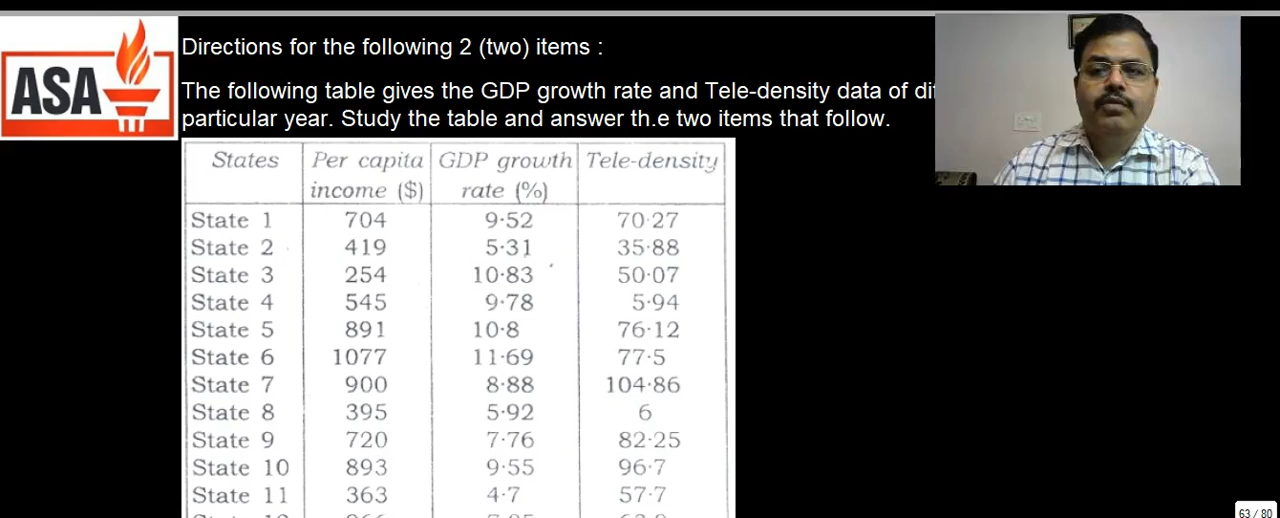 ASA
Directions for the following 2 (two) items :
The following table gives the GDP growth rate and Tele-density data of
particular year. Study the table and answer th.e two items that follow.
States Per capita income ($) GDP growth rate (%) Tele-density
State 1 704 9·52 70·27
State 2 419 5·31 35·88
State 3 254 10·83 50·07
State 4 545 9·78 5·94
State 5 891 10·8 76·12
State 6 1077 11·69 77·5
State 7 900 8·88 104·86
State 8 395 5·92 6
State 9 720 7·76 82·25
State 10 893 9·55 96·7
State 11 363 4·7 57·7
63 / 80